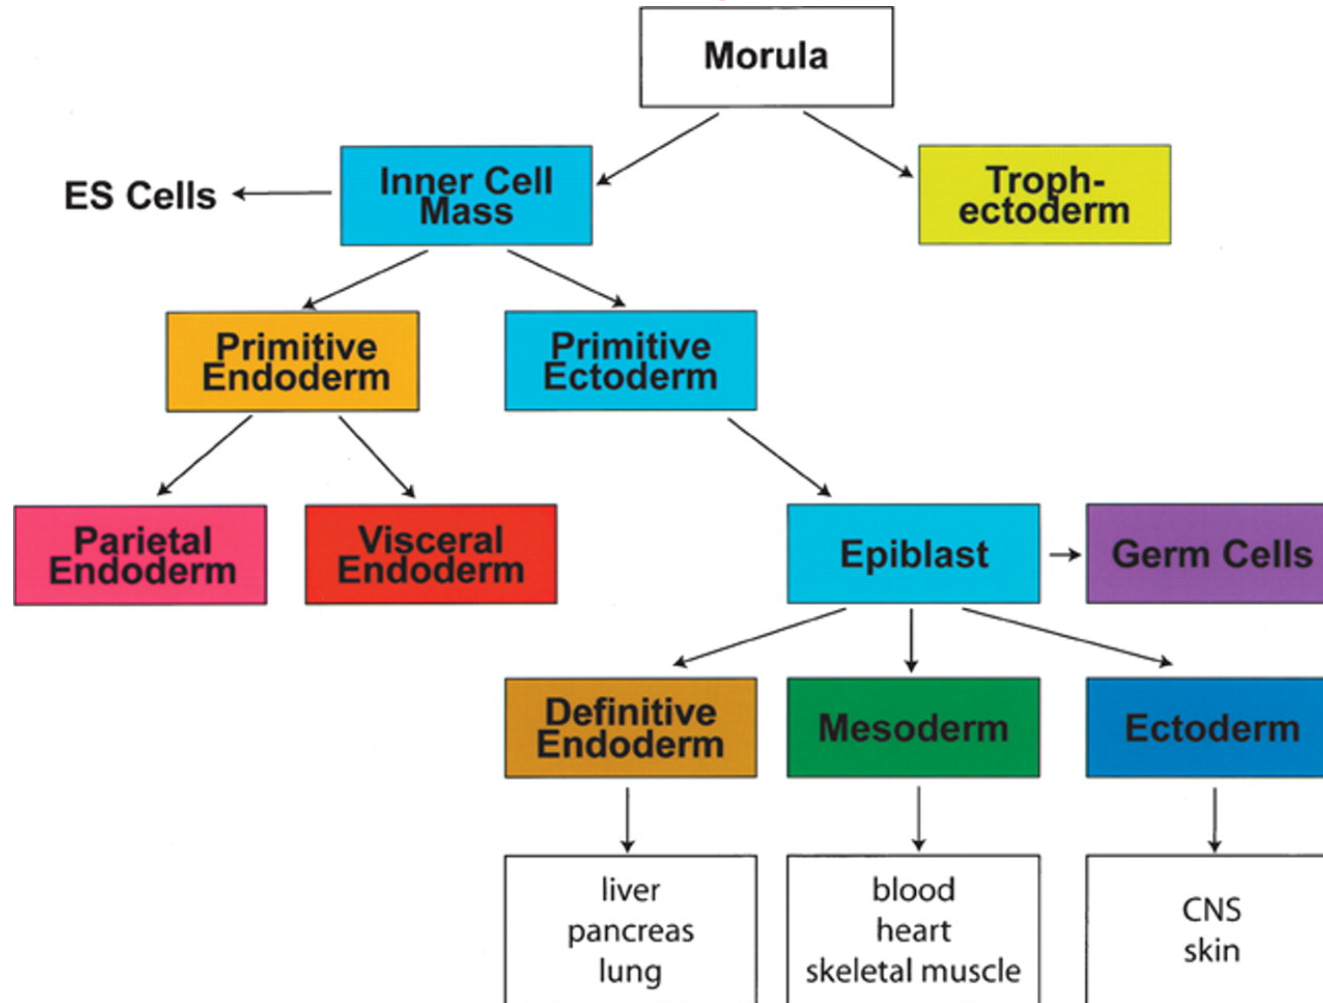 Morula
ES Cells
Inner Cell
Mass
Troph-
ectoderm
Primitive
Endoderm
Primitive
Ectoderm
Parietal
Endoderm
Visceral
Endoderm
Epiblast
Germ Cells
Definitive
Endoderm
Mesoderm
Ectoderm
liver
pancreas
lung
blood
heart
skeletal muscle
CNS
skin